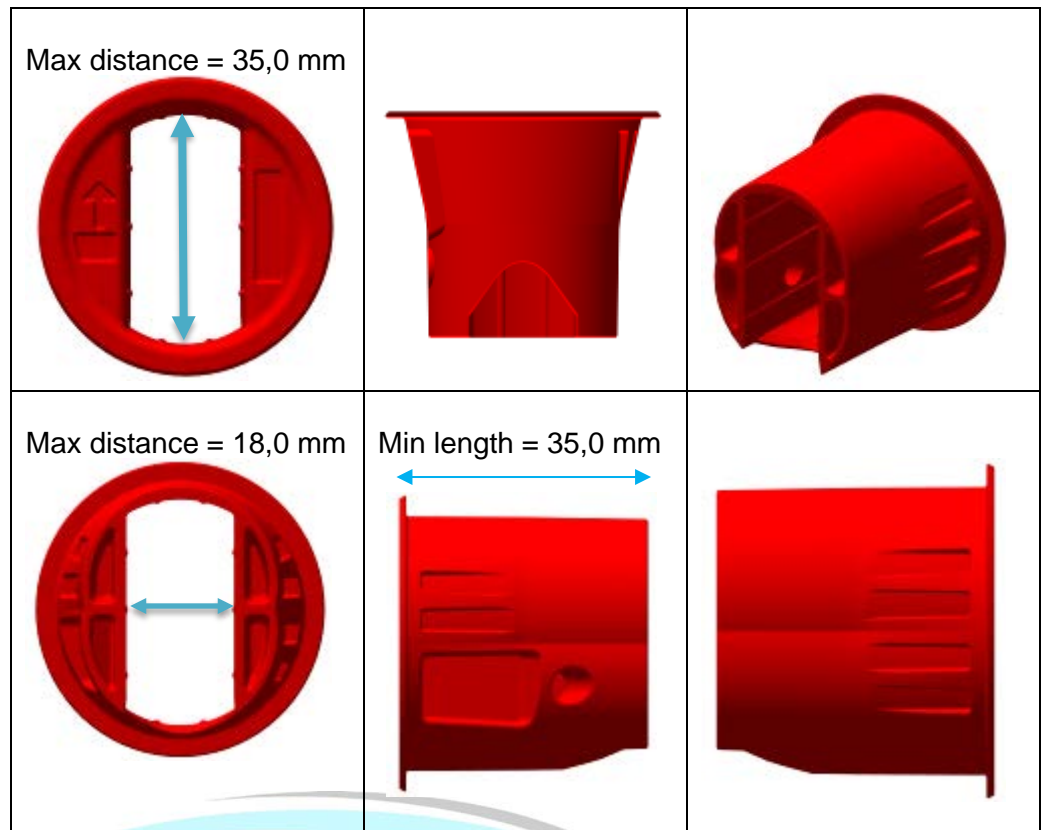 Max distance = 35,0 mm
Max distance = 18,0 mm
Min length = 35,0 mm